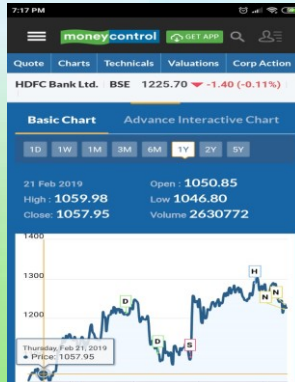 7:17 PM
moneycontrol GET APP
Quote Charts Technicals Valuations Corp Action
HDFC Bank Ltd. BSE 1225.70 -1.40 (-0.11%)
Basic Chart Advance Interactive Chart
1D 1W 1M 3M 6M 1Y 2Y 5Y
21 Feb 2019 Open : 1050.85
High : 1059.98 Low 1046.80
Close: 1057.95 Volume 2630772
1400
1300
H
N
N
D
1200
D
S
Thursday, Feb 21, 2019
• Price: 1057.95